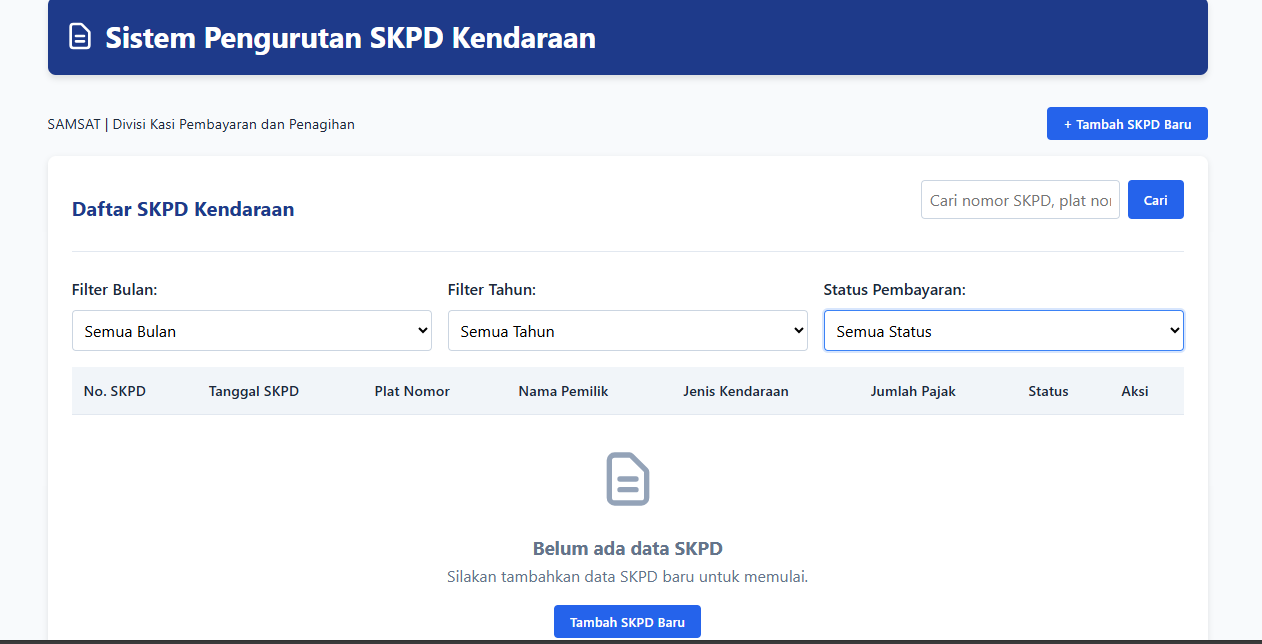 Sistem Pengurutan SKPD Kendaraan
SAMSAT | Divisi Kasi Pembayaran dan Penagihan
+ Tambah SKPD Baru
Daftar SKPD Kendaraan
Cari nomor SKPD, plat nor
Cari
Filter Bulan:
Filter Tahun:
Status Pembayaran:
Semua Bulan
Semua Tahun
Semua Status
No. SKPD Tanggal SKPD Plat Nomor Nama Pemilik Jenis Kendaraan Jumlah Pajak Status Aksi
Belum ada data SKPD
Silakan tambahkan data SKPD baru untuk memulai.
Tambah SKPD Baru